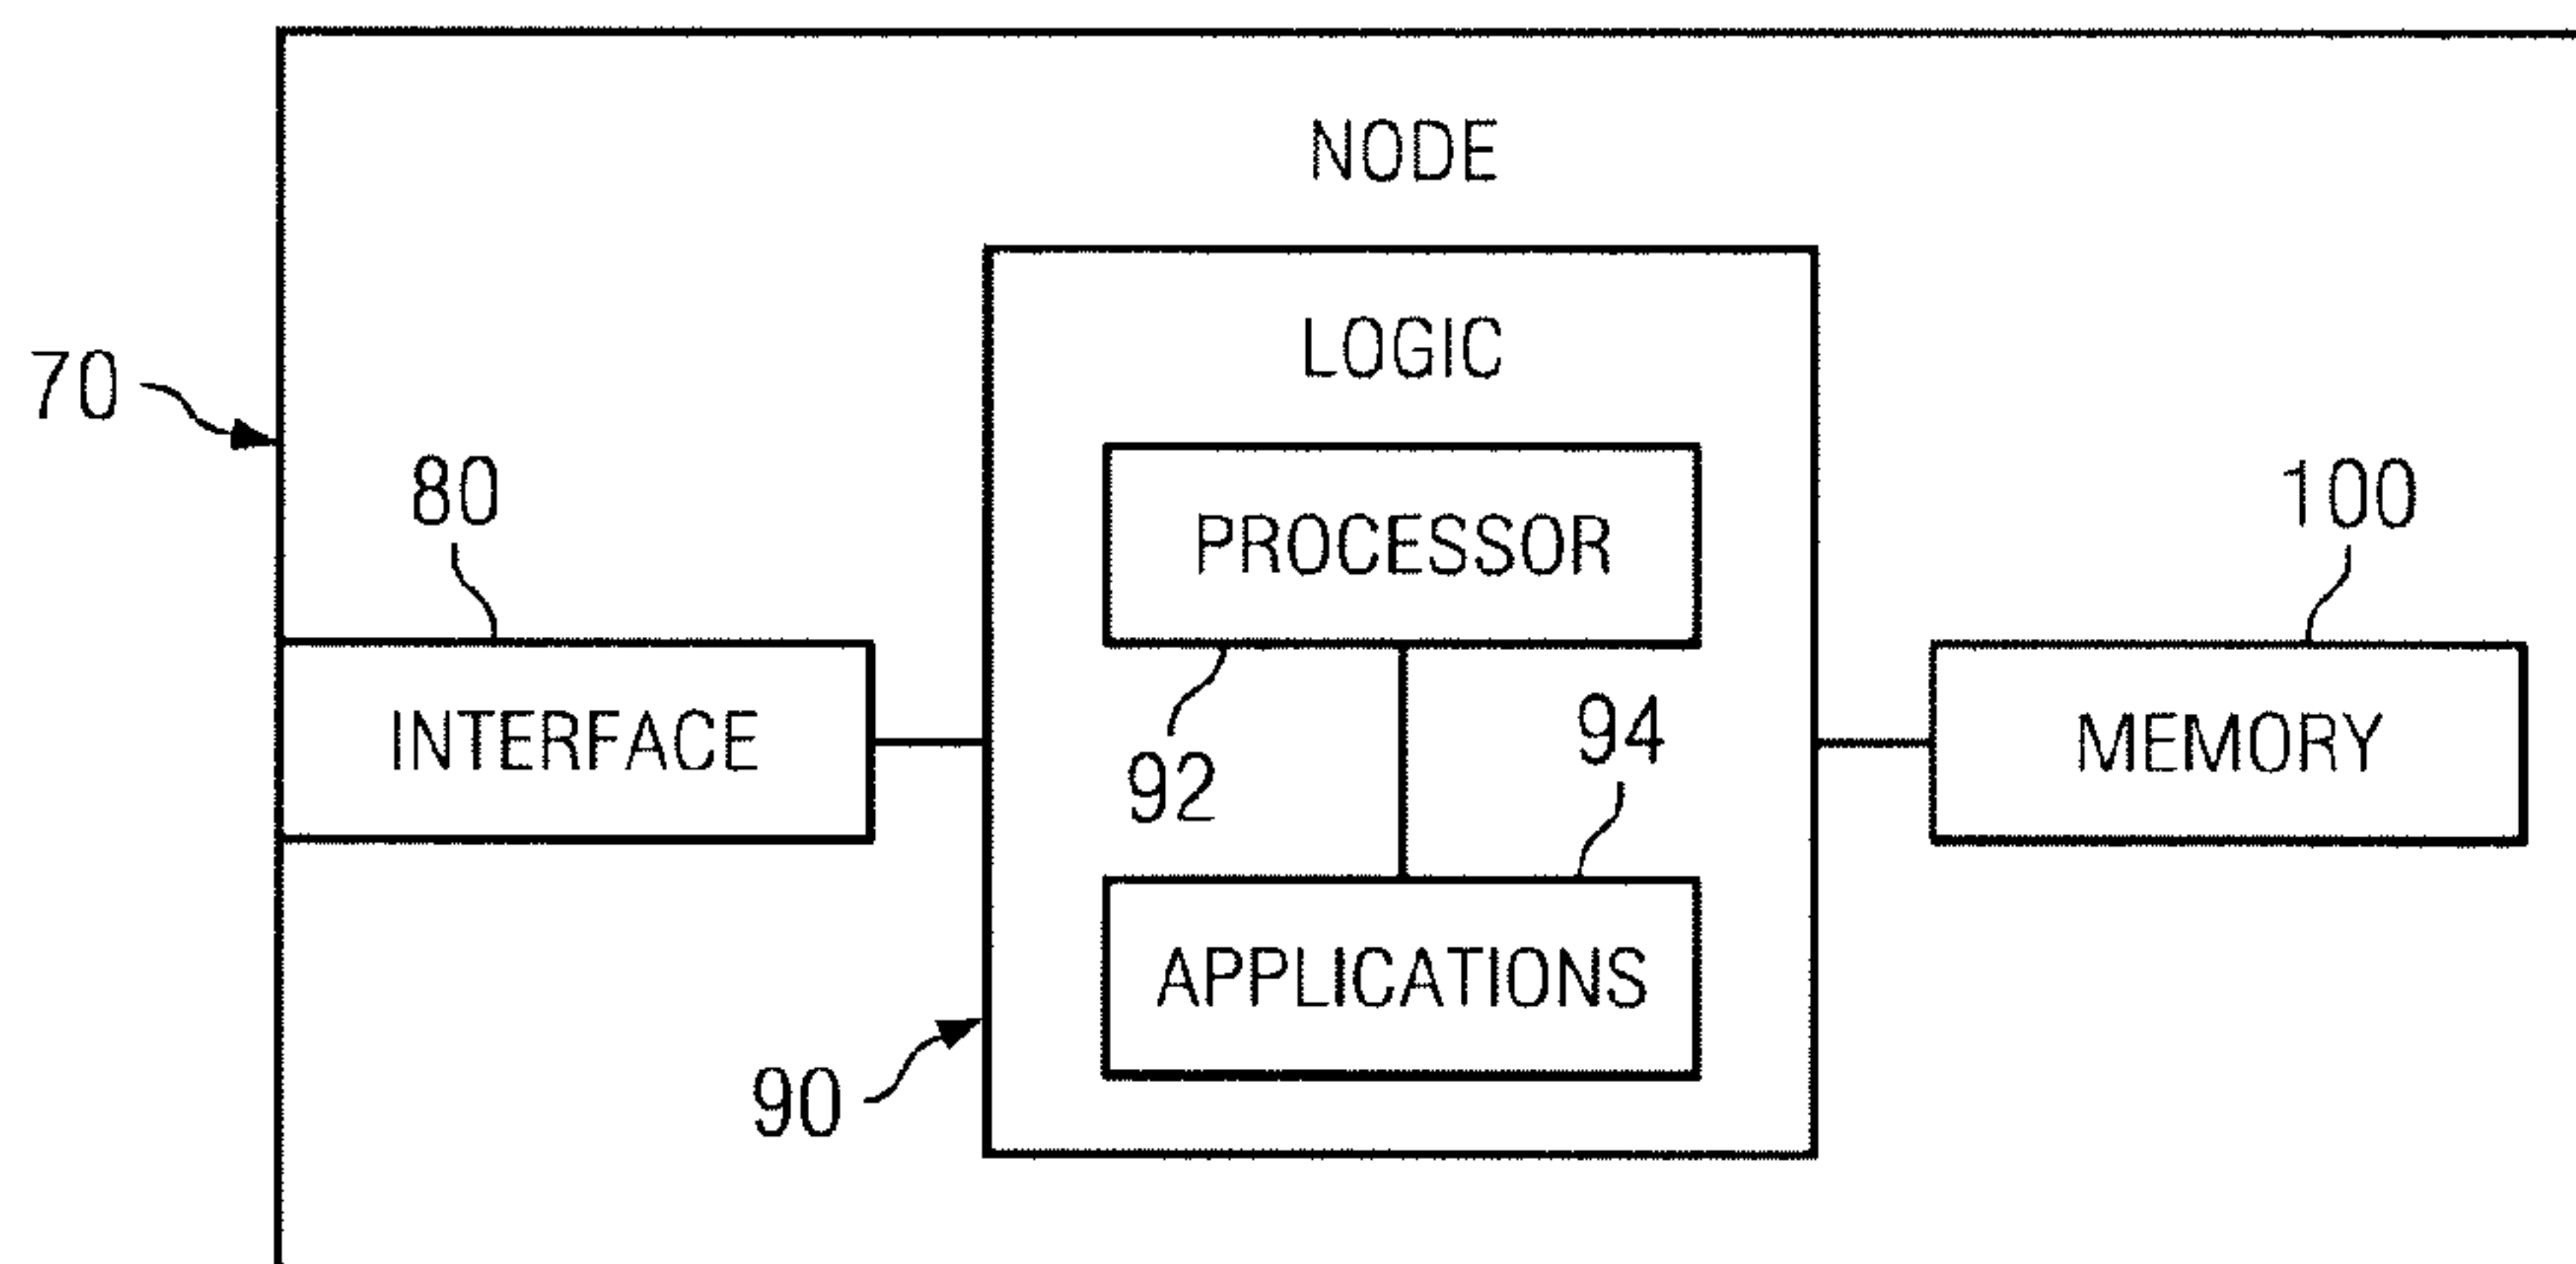 NODE
LOGIC
70
80
100
PROCESSOR
INTERFACE
92
94
MEMORY
APPLICATIONS
90